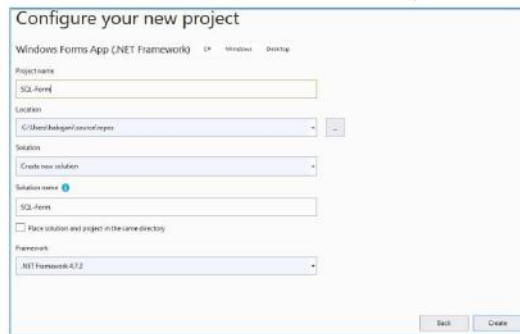 Configure your new project
Windows Forms App (.NET Framework) C# Windows Desktop
Project name
SQL-Form
Location
Solution
Create new solution
Solution name
SQL-Form
Place solution and project in the same directory
Framework
.NET Framework 4.7.2
Back Create